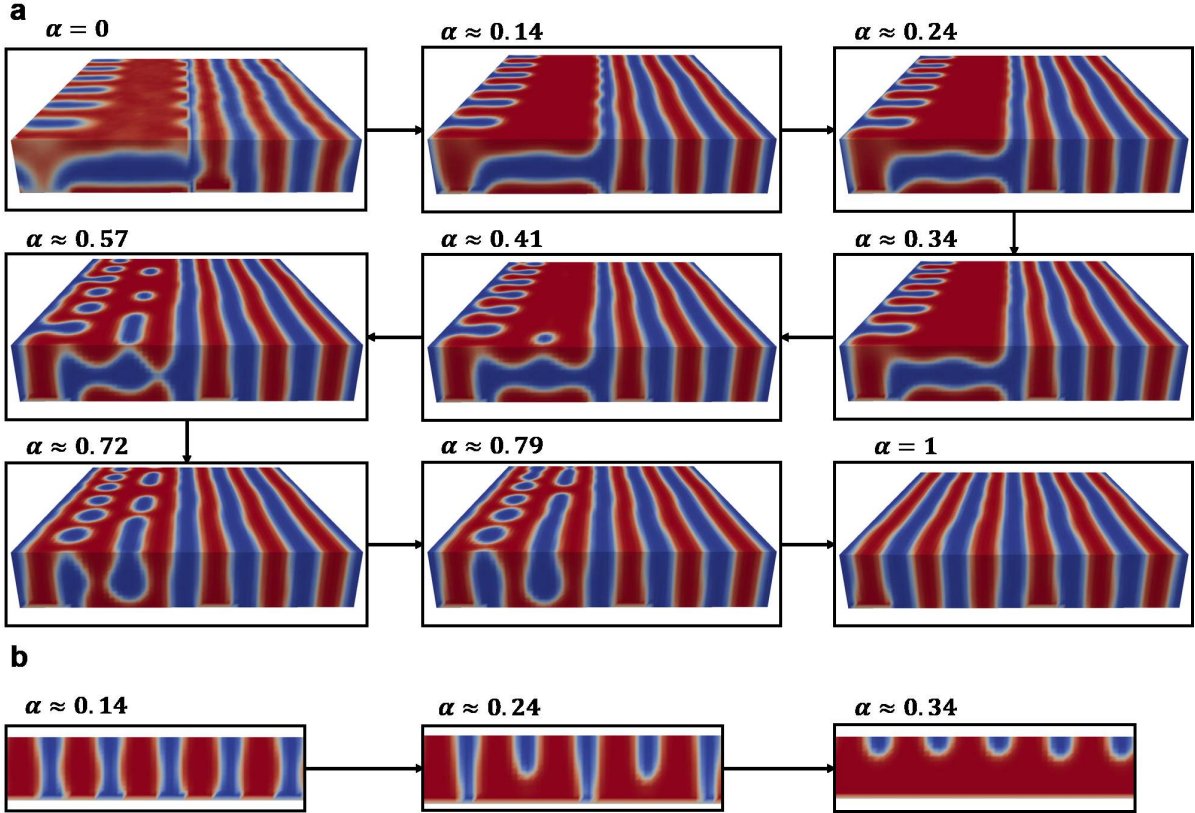 a
α = 0
α ≈ 0.14
α ≈ 0.24
α ≈ 0.57
α ≈ 0.41
α ≈ 0.34
α ≈ 0.72
α ≈ 0.79
α = 1
b
α ≈ 0.14
α ≈ 0.24
α ≈ 0.34